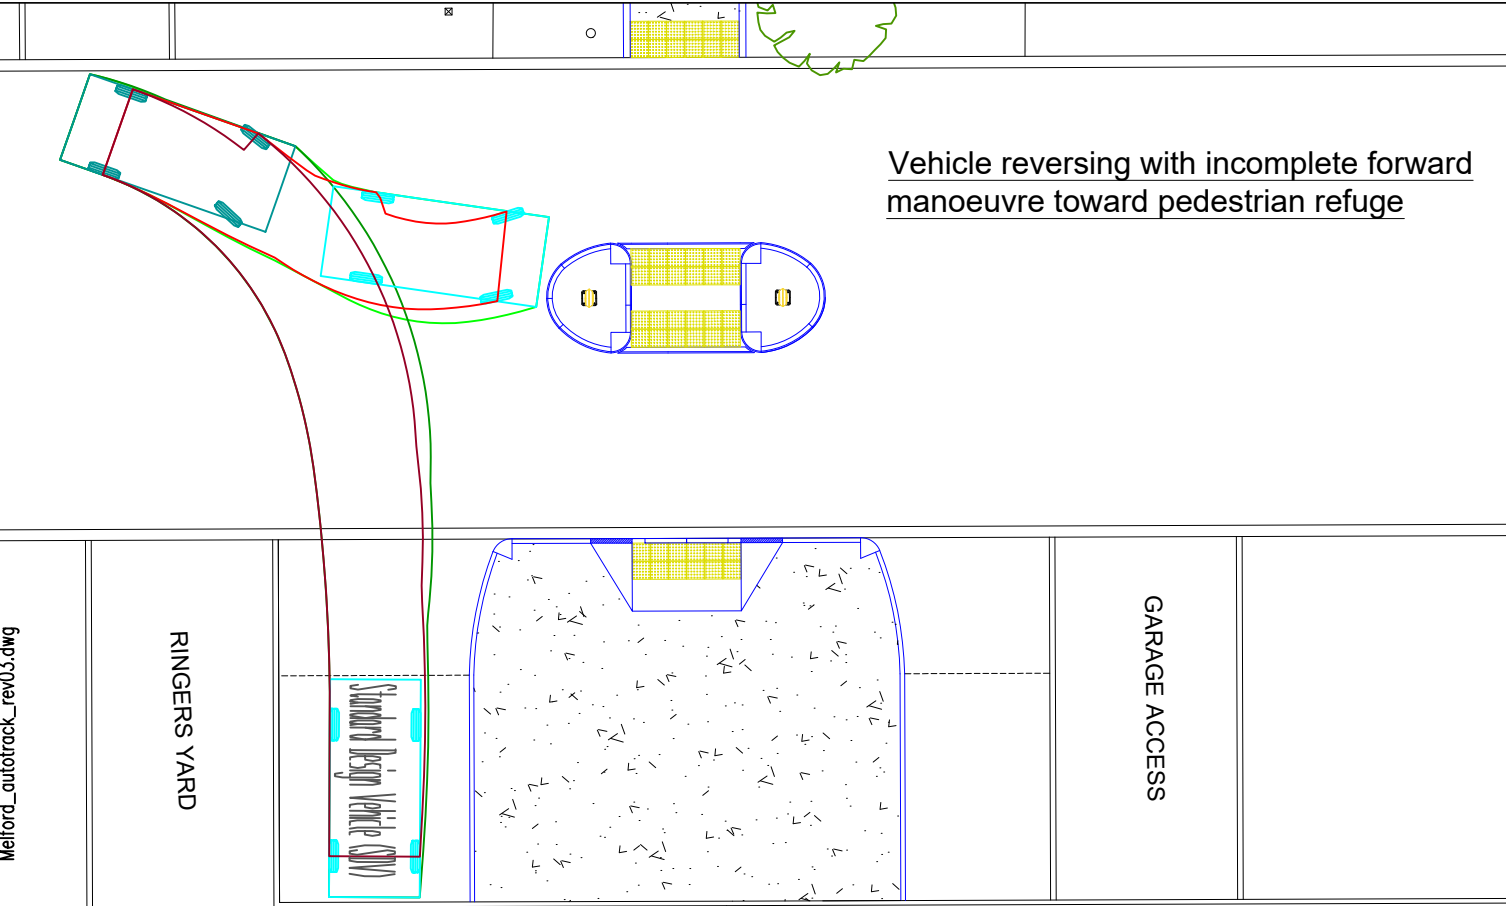 Vehicle reversing with incomplete forward
manoeuvre toward pedestrian refuge
RINGERS YARD
Standard Design Vehicle (SDV)
GARAGE ACCESS
Melford_autotrack_rev03.dwg